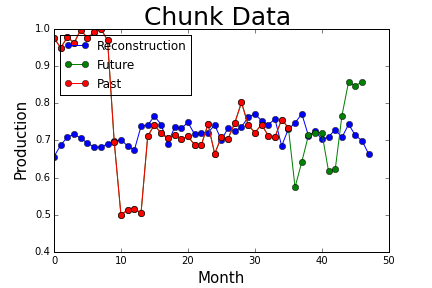 Chunk Data
1.0
0.9
0.8
0.7
0.6
0.5
0.4
Production
Reconstruction
Future
Past
0 10 20 30 40 50
Month